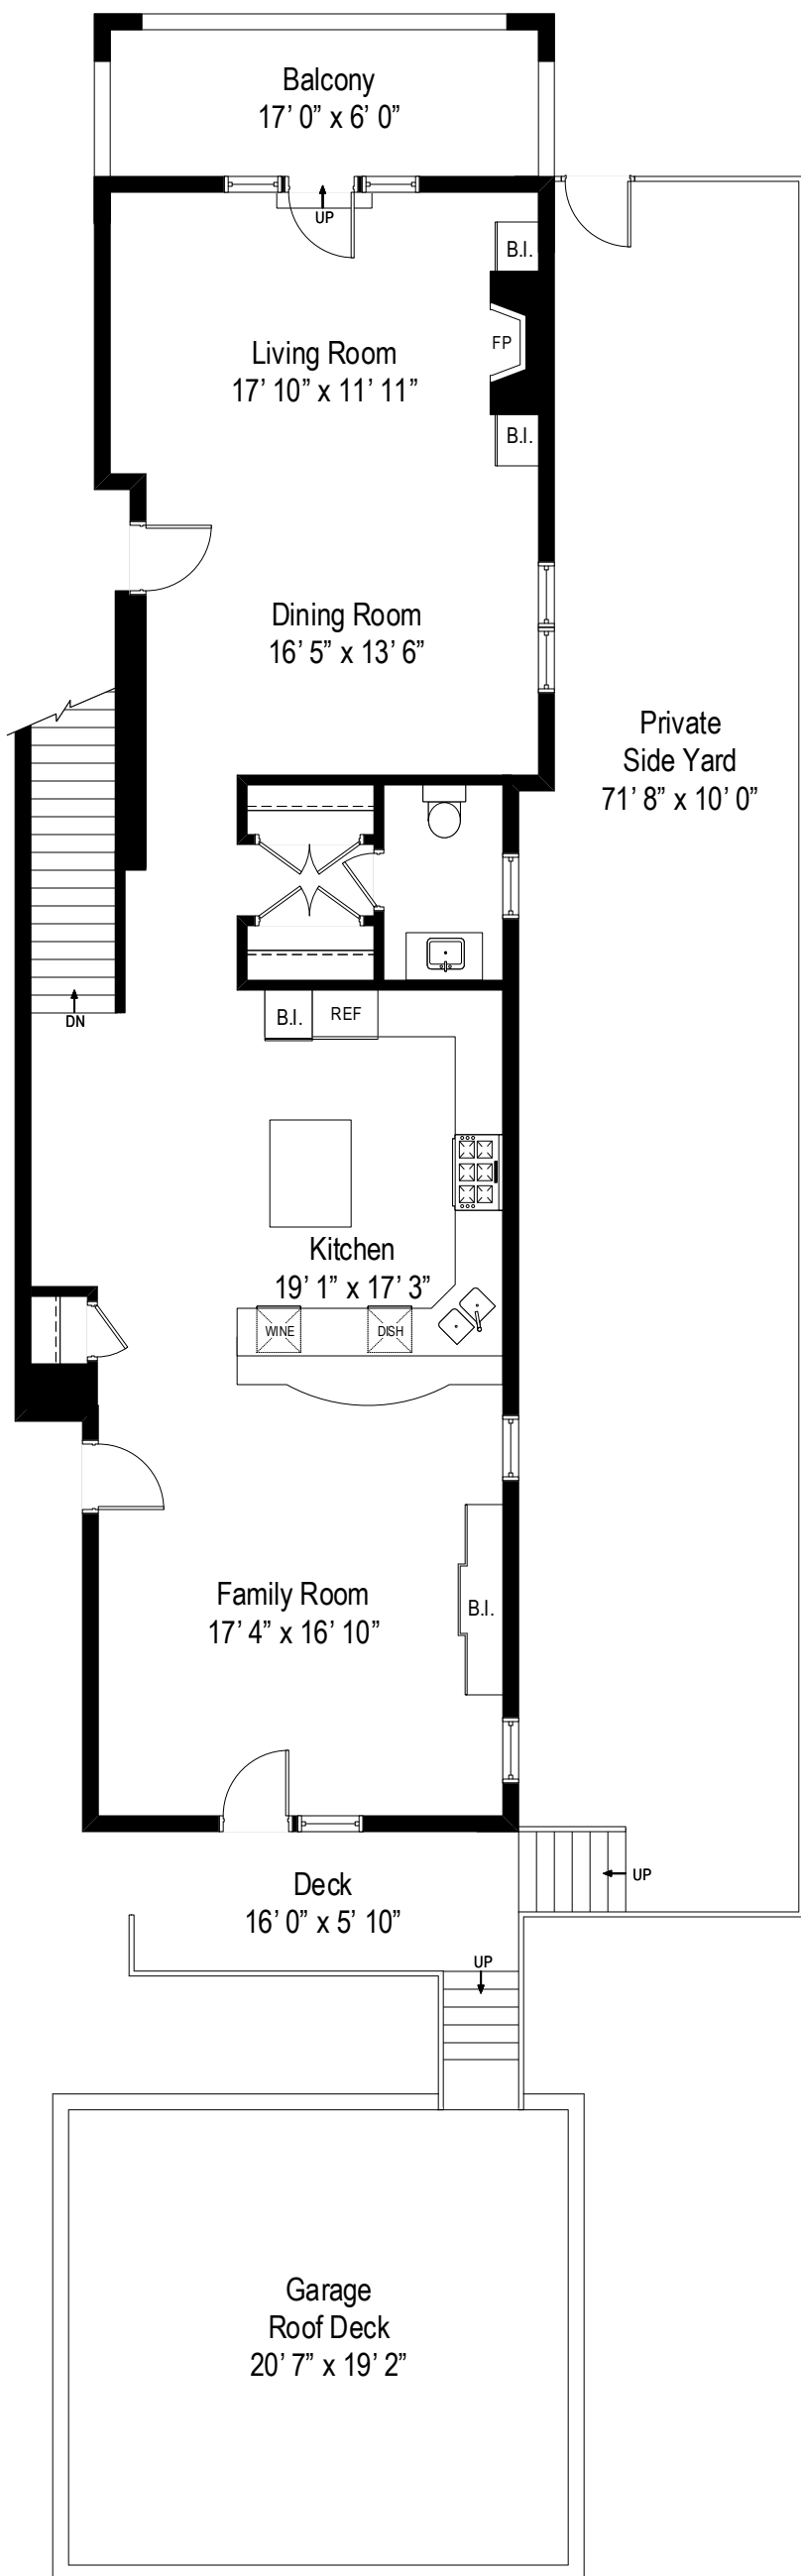 Balcony
17’ 0” x 6’ 0”
UP
B.I.
FP
Living Room
17’ 10” x 11’ 11”
B.I.
Dining Room
16’ 5” x 13’ 6”
Private
Side Yard
71’ 8” x 10’ 0”
DN
B.I.
REF
Kitchen
19’ 1” x 17’ 3”
WINE
DISH
Family Room
17’ 4” x 16’ 10”
B.I.
Deck
16’ 0” x 5’ 10”
UP
UP
Garage
Roof Deck
20’ 7” x 19’ 2”